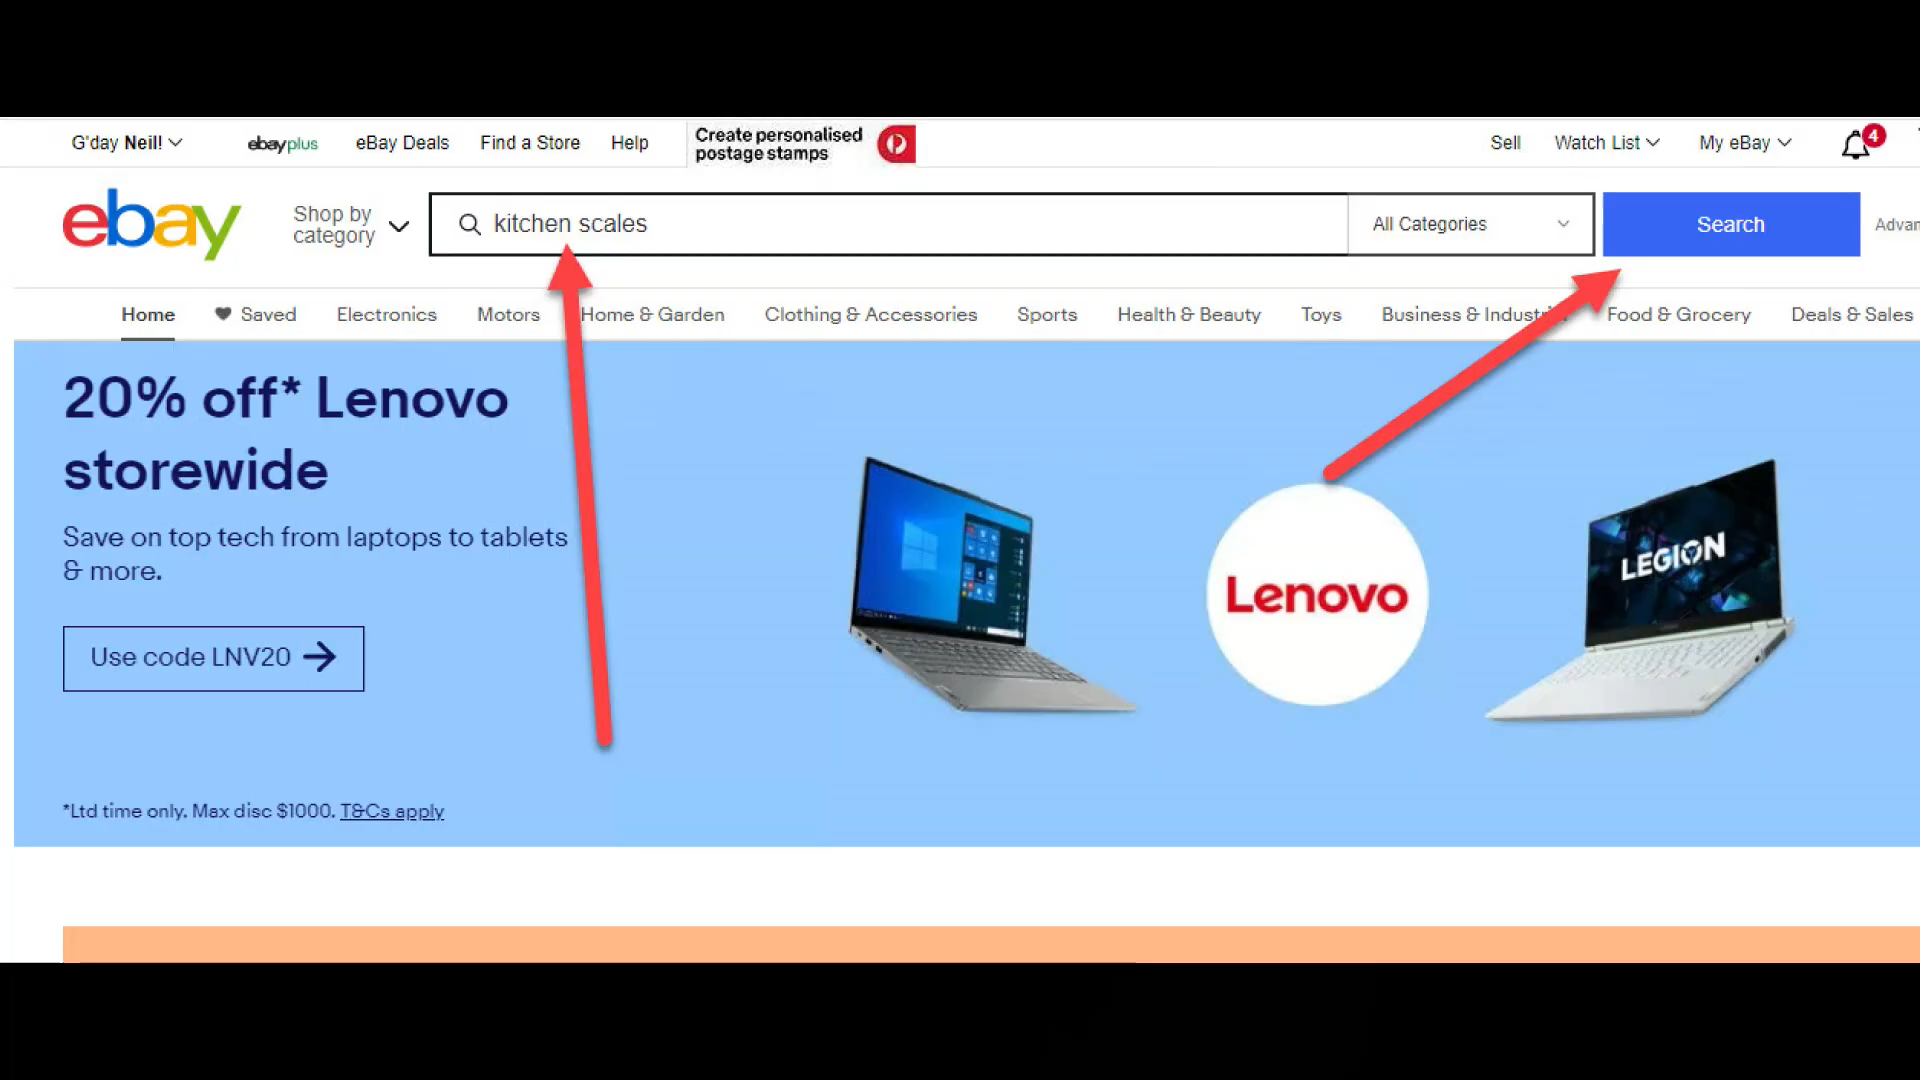 G'day Neil!
ebayplus
eBay Deals
Find a Store
Help
Create personalised
postage stamps
Sell
Watch List
My eBay
4
ebay
Shop by
category
kitchen scales
All Categories
Search
Home
Saved
Electronics
Motors
Home & Garden
Clothing & Accessories
Sports
Health & Beauty
Toys
Business &
Food & Grocery
Deals & Sales
20% off* Lenovo
storewide
Save on top tech from laptops to tablets
& more.
Use code LNV20
*Ltd time only. Max disc $1000. T&Cs apply
Lenovo
LEGION